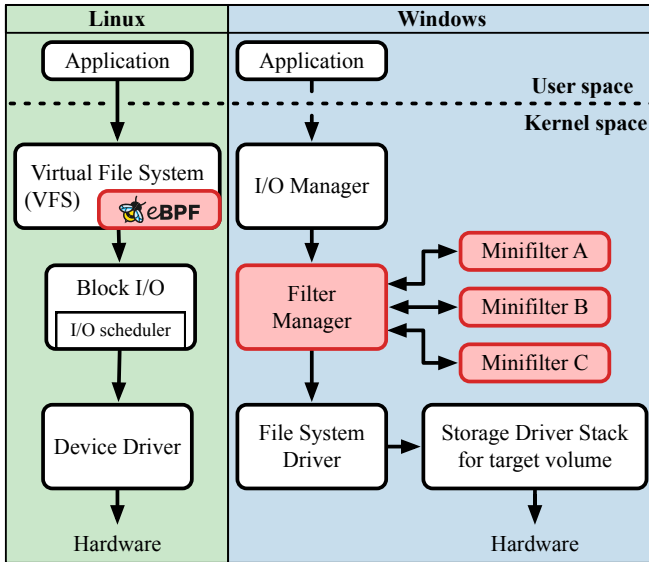 Linux
Windows
Application
Application
User space
Kernel space
Virtual File System
(VFS)
eBPF
I/O Manager
Block I/O
I/O scheduler
Filter
Manager
Minifilter A
Minifilter B
Minifilter C
Device Driver
File System
Driver
Storage Driver Stack
for target volume
Hardware
Hardware